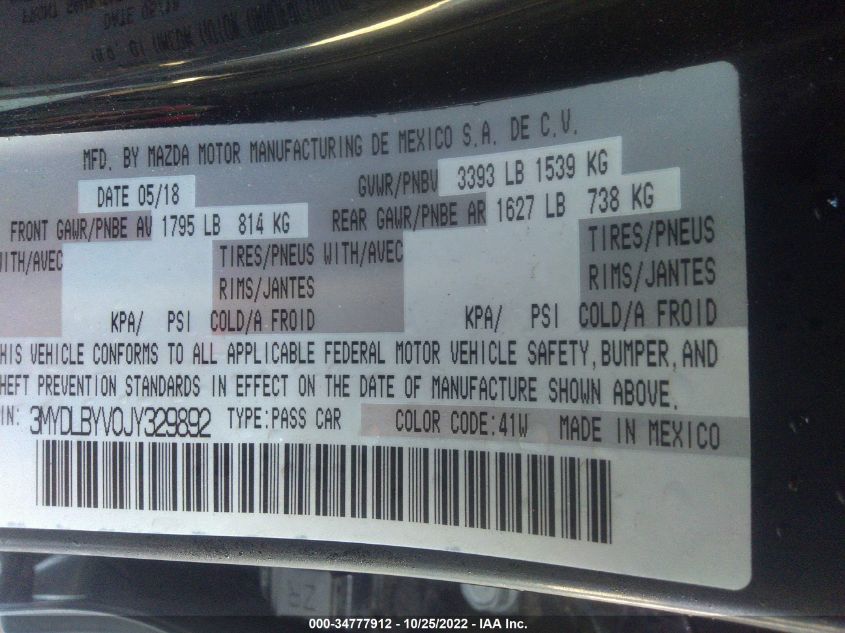 MFD. BY MAZDA MOTOR MANUFACTURING DE MEXICO S.A. DE C.V.
DATE 05/18 GVWR/PNBV 3393 LB 1539 KG
FRONT GAWR/PNBE AV 1795 LB 814 KG REAR GAWR/PNBE AR 1627 LB 738 KG
WITH/AVEC TIRES/PNEUS WITH/AVEC TIRES/PNEUS
RIMS/JANTES RIMS/JANTES
KPA/ PSI COLD/A FROID KPA/ PSI COLD/A FROID
HIS VEHICLE CONFORMS TO ALL APPLICABLE FEDERAL MOTOR VEHICLE SAFETY, BUMPER, AND
HEFT PREVENTION STANDARDS IN EFFECT ON THE DATE OF MANUFACTURE SHOWN ABOVE.
IN: 3MYDLBYV0JY329892 TYPE:PASS CAR COLOR CODE:41W MADE IN MEXICO
ZR
000-34777912 - 10/25/2022 - IAA Inc.